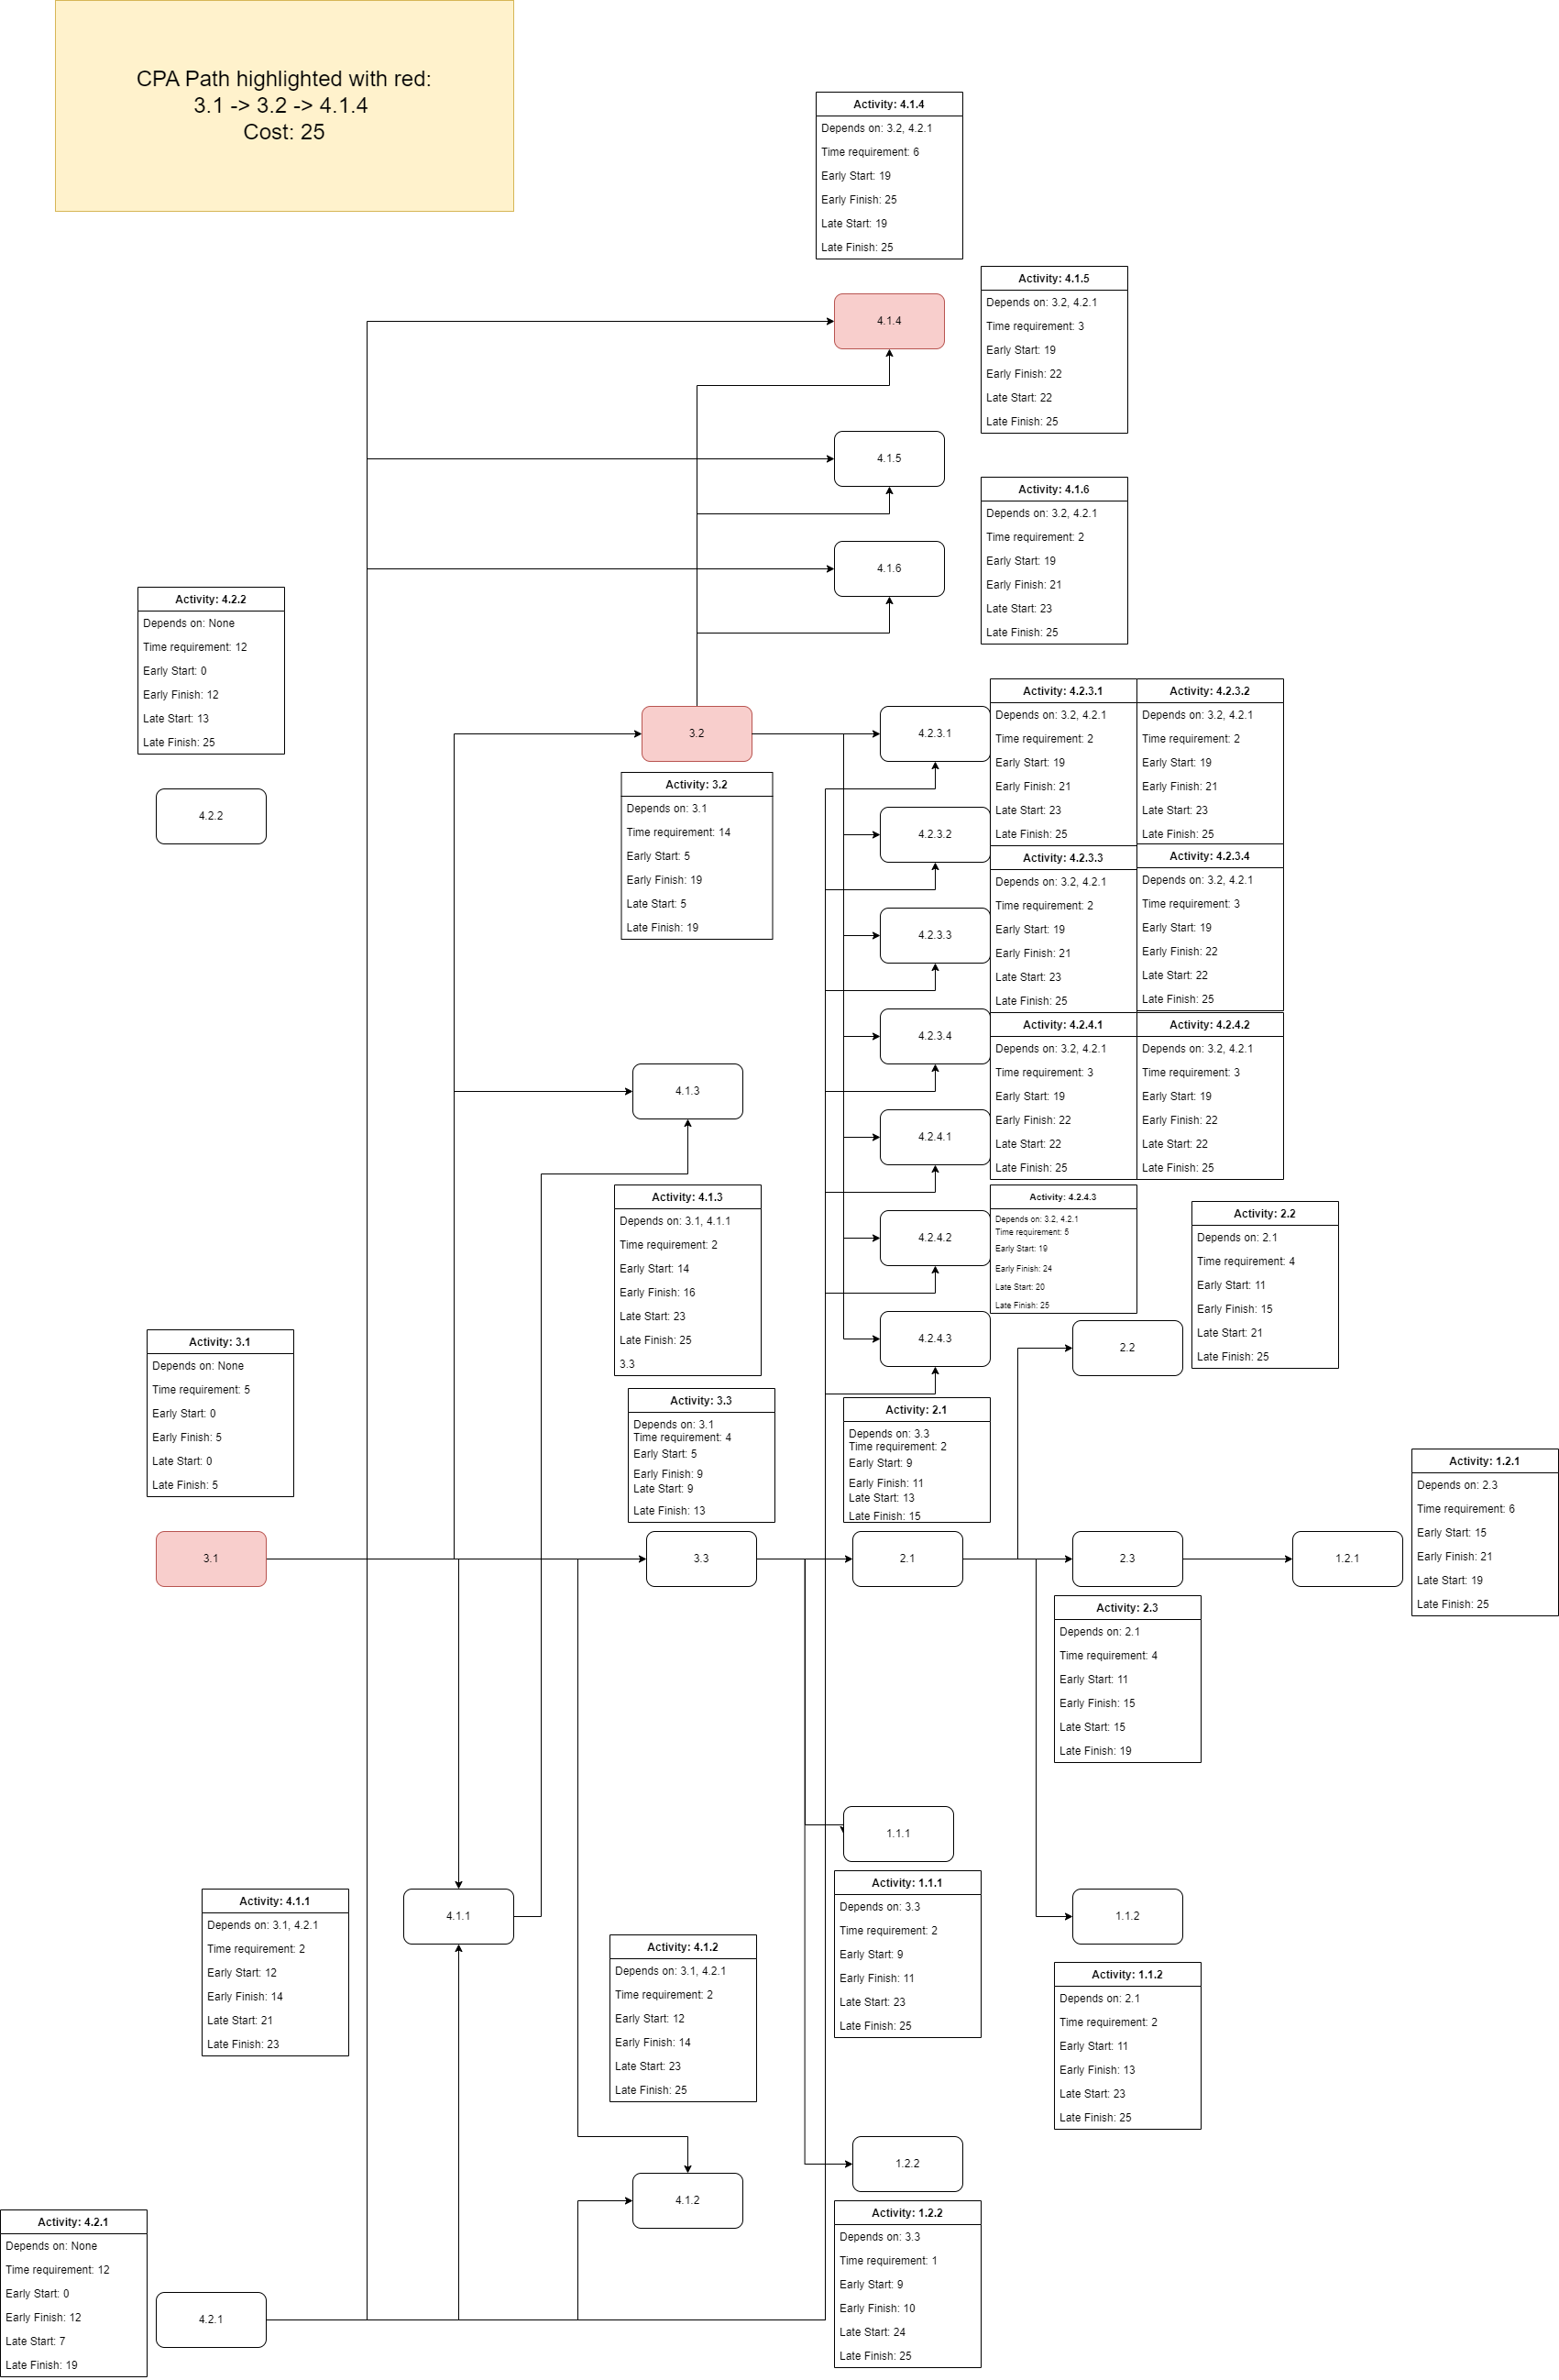 CPA Path highlighted with red:
3.1 -> 3.2 -> 4.1.4
Cost: 25
Activity: 4.1.4
Depends on: 3.2, 4.2.1
Time requirement: 6
Early Start: 19
Early Finish: 25
Late Start: 19
Late Finish: 25
4.1.4
Activity: 4.1.5
Depends on: 3.2, 4.2.1
Time requirement: 3
Early Start: 19
Early Finish: 22
Late Start: 22
Late Finish: 25
4.1.5
Activity: 4.1.6
Depends on: 3.2, 4.2.1
Time requirement: 2
Early Start: 19
Early Finish: 21
Late Start: 23
Late Finish: 25
4.1.6
Activity: 4.2.2
Depends on: None
Time requirement: 12
Early Start: 0
Early Finish: 12
Late Start: 13
Late Finish: 25
4.2.2
3.2
Activity: 3.2
Depends on: 3.1
Time requirement: 14
Early Start: 5
Early Finish: 19
Late Start: 5
Late Finish: 19
4.2.3.1
4.2.3.2
4.2.3.3
4.2.3.4
4.2.4.1
4.2.4.2
4.2.4.3
Activity: 4.2.3.1
Depends on: 3.2, 4.2.1
Time requirement: 2
Early Start: 19
Early Finish: 21
Late Start: 23
Late Finish: 25
Activity: 4.2.3.2
Depends on: 3.2, 4.2.1
Time requirement: 2
Early Start: 19
Early Finish: 21
Late Start: 23
Late Finish: 25
Activity: 4.2.3.3
Depends on: 3.2, 4.2.1
Time requirement: 2
Early Start: 19
Early Finish: 21
Late Start: 23
Late Finish: 25
Activity: 4.2.3.4
Depends on: 3.2, 4.2.1
Time requirement: 3
Early Start: 19
Early Finish: 22
Late Start: 22
Late Finish: 25
Activity: 4.2.4.1
Depends on: 3.2, 4.2.1
Time requirement: 3
Early Start: 19
Early Finish: 22
Late Start: 22
Late Finish: 25
Activity: 4.2.4.2
Depends on: 3.2, 4.2.1
Time requirement: 3
Early Start: 19
Early Finish: 22
Late Start: 22
Late Finish: 25
Activity: 4.2.4.3
Depends on: 3.2, 4.2.1
Time requirement: 5
Early Start: 19
Early Finish: 24
Late Start: 20
Late Finish: 25
4.1.3
Activity: 4.1.3
Depends on: 3.1, 4.1.1
Time requirement: 2
Early Start: 14
Early Finish: 16
Late Start: 23
Late Finish: 25
3.3
Activity: 2.2
Depends on: 2.1
Time requirement: 4
Early Start: 11
Early Finish: 15
Late Start: 21
Late Finish: 25
2.2
Activity: 3.1
Depends on: None
Time requirement: 5
Early Start: 0
Early Finish: 5
Late Start: 0
Late Finish: 5
3.1
Activity: 3.3
Depends on: 3.1
Time requirement: 4
Early Start: 5
Early Finish: 9
Late Start: 9
Late Finish: 13
3.3
Activity: 2.1
Depends on: 3.3
Time requirement: 2
Early Start: 9
Early Finish: 11
Late Start: 13
Late Finish: 15
2.1
2.3
Activity: 2.3
Depends on: 2.1
Time requirement: 4
Early Start: 11
Early Finish: 15
Late Start: 15
Late Finish: 19
Activity: 1.2.1
Depends on: 2.3
Time requirement: 6
Early Start: 15
Early Finish: 21
Late Start: 19
Late Finish: 25
1.2.1
1.1.1
Activity: 1.1.1
Depends on: 3.3
Time requirement: 2
Early Start: 9
Early Finish: 11
Late Start: 23
Late Finish: 25
1.1.2
Activity: 1.1.2
Depends on: 2.1
Time requirement: 2
Early Start: 11
Early Finish: 13
Late Start: 23
Late Finish: 25
Activity: 4.1.1
Depends on: 3.1, 4.2.1
Time requirement: 2
Early Start: 12
Early Finish: 14
Late Start: 21
Late Finish: 23
4.1.1
Activity: 4.1.2
Depends on: 3.1, 4.2.1
Time requirement: 2
Early Start: 12
Early Finish: 14
Late Start: 23
Late Finish: 25
4.1.2
1.2.2
Activity: 1.2.2
Depends on: 3.3
Time requirement: 1
Early Start: 9
Early Finish: 10
Late Start: 24
Late Finish: 25
Activity: 4.2.1
Depends on: None
Time requirement: 12
Early Start: 0
Early Finish: 12
Late Start: 7
Late Finish: 19
4.2.1